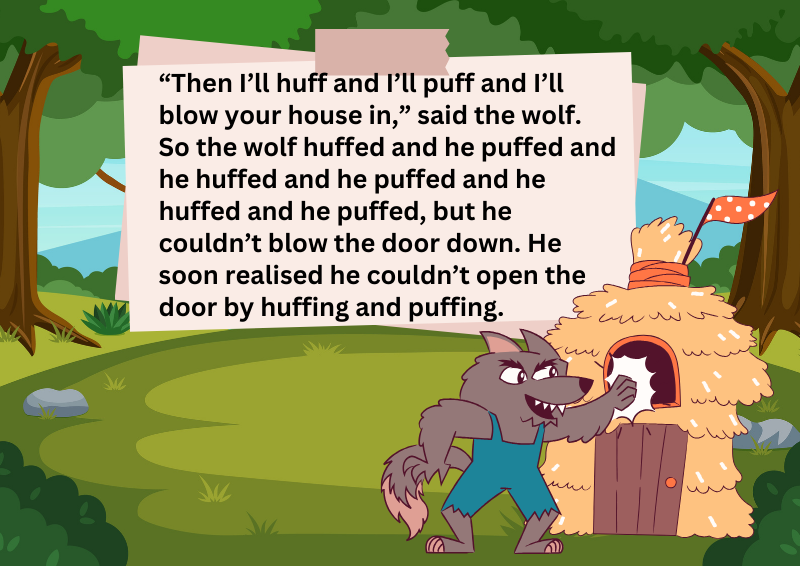 “Then I’ll huff and I’ll puff and I’ll
blow your house in,” said the wolf.
So the wolf huffed and he puffed and
he huffed and he puffed and he
huffed and he puffed, but he
couldn’t blow the door down. He
soon realised he couldn’t open the
door by huffing and puffing.